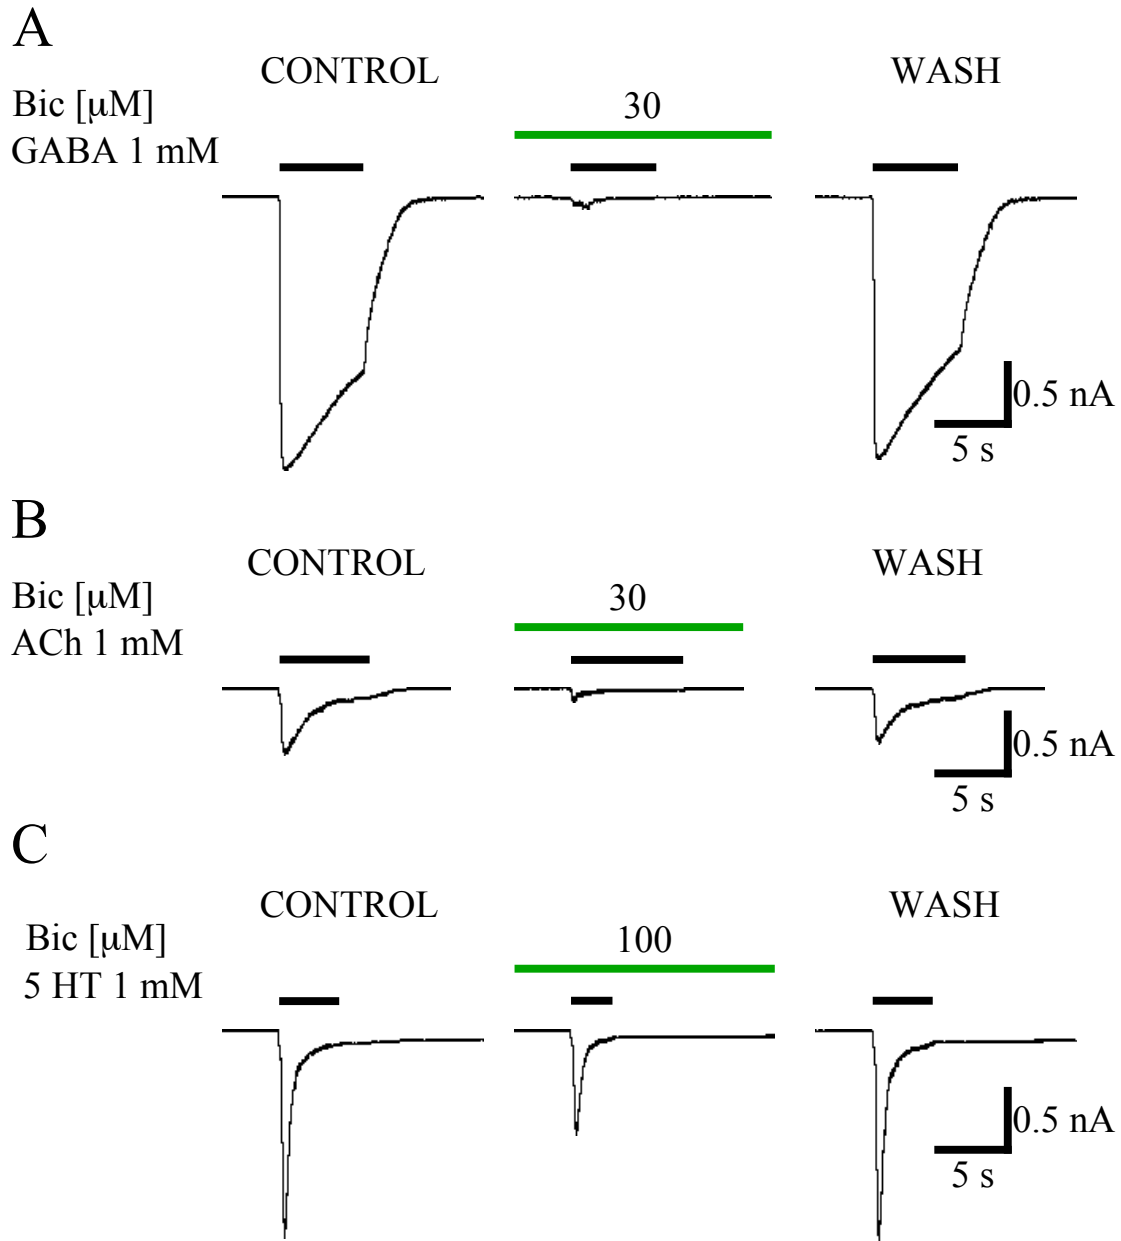 A
CONTROL
WASH
Bic [μM]
30
GABA 1 mM
0.5 nA
5 s
B
CONTROL
WASH
Bic [μM]
30
ACh 1 mM
0.5 nA
5 s
C
CONTROL
WASH
Bic [μM]
100
5 HT 1 mM
0.5 nA
5 s